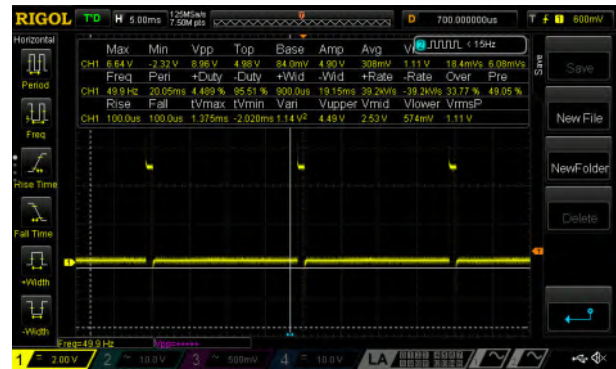 RIGOL T'D H 5.00ms 125MSa/s 7.50M pts D 700.000000us T 1 600mV
Horizontal
Max Min Vpp Top Base Amp Avg 2 < 15Hz
CH1 6.64 V -2.32 V 8.96 V 4.98 V 84.0mV 4.90 V 308mV 1.11 V 18.4mVs 6.08mVs
Freq Peri +Duty -Duty +Wid -Wid +Rate -Rate Over Pre
CH1 49.9 Hz 20.05ms 4.489 % 95.51 % 900.0us 19.15ms 39.2kV/s -39.2kV/s 33.77 % 49.05 %
Rise Fall tVmax tVmin Vari Vupper Vmid Vlower VrmsP
CH1 100.0us 100.0us 1.375ms -2.020ms 1.14 V² 4.49 V 2.53 V 574mV 1.11 V
Period
Freq
Rise Time
Fall Time
+Width
-Width
Save
Save
New File
NewFolder
Delete
1
T
Freq=49.9 Hz Vpp=*****
1 = 2.00 V 2 ~ 10.0 V 3 ~ 500mV 4 = 10.0 V LA